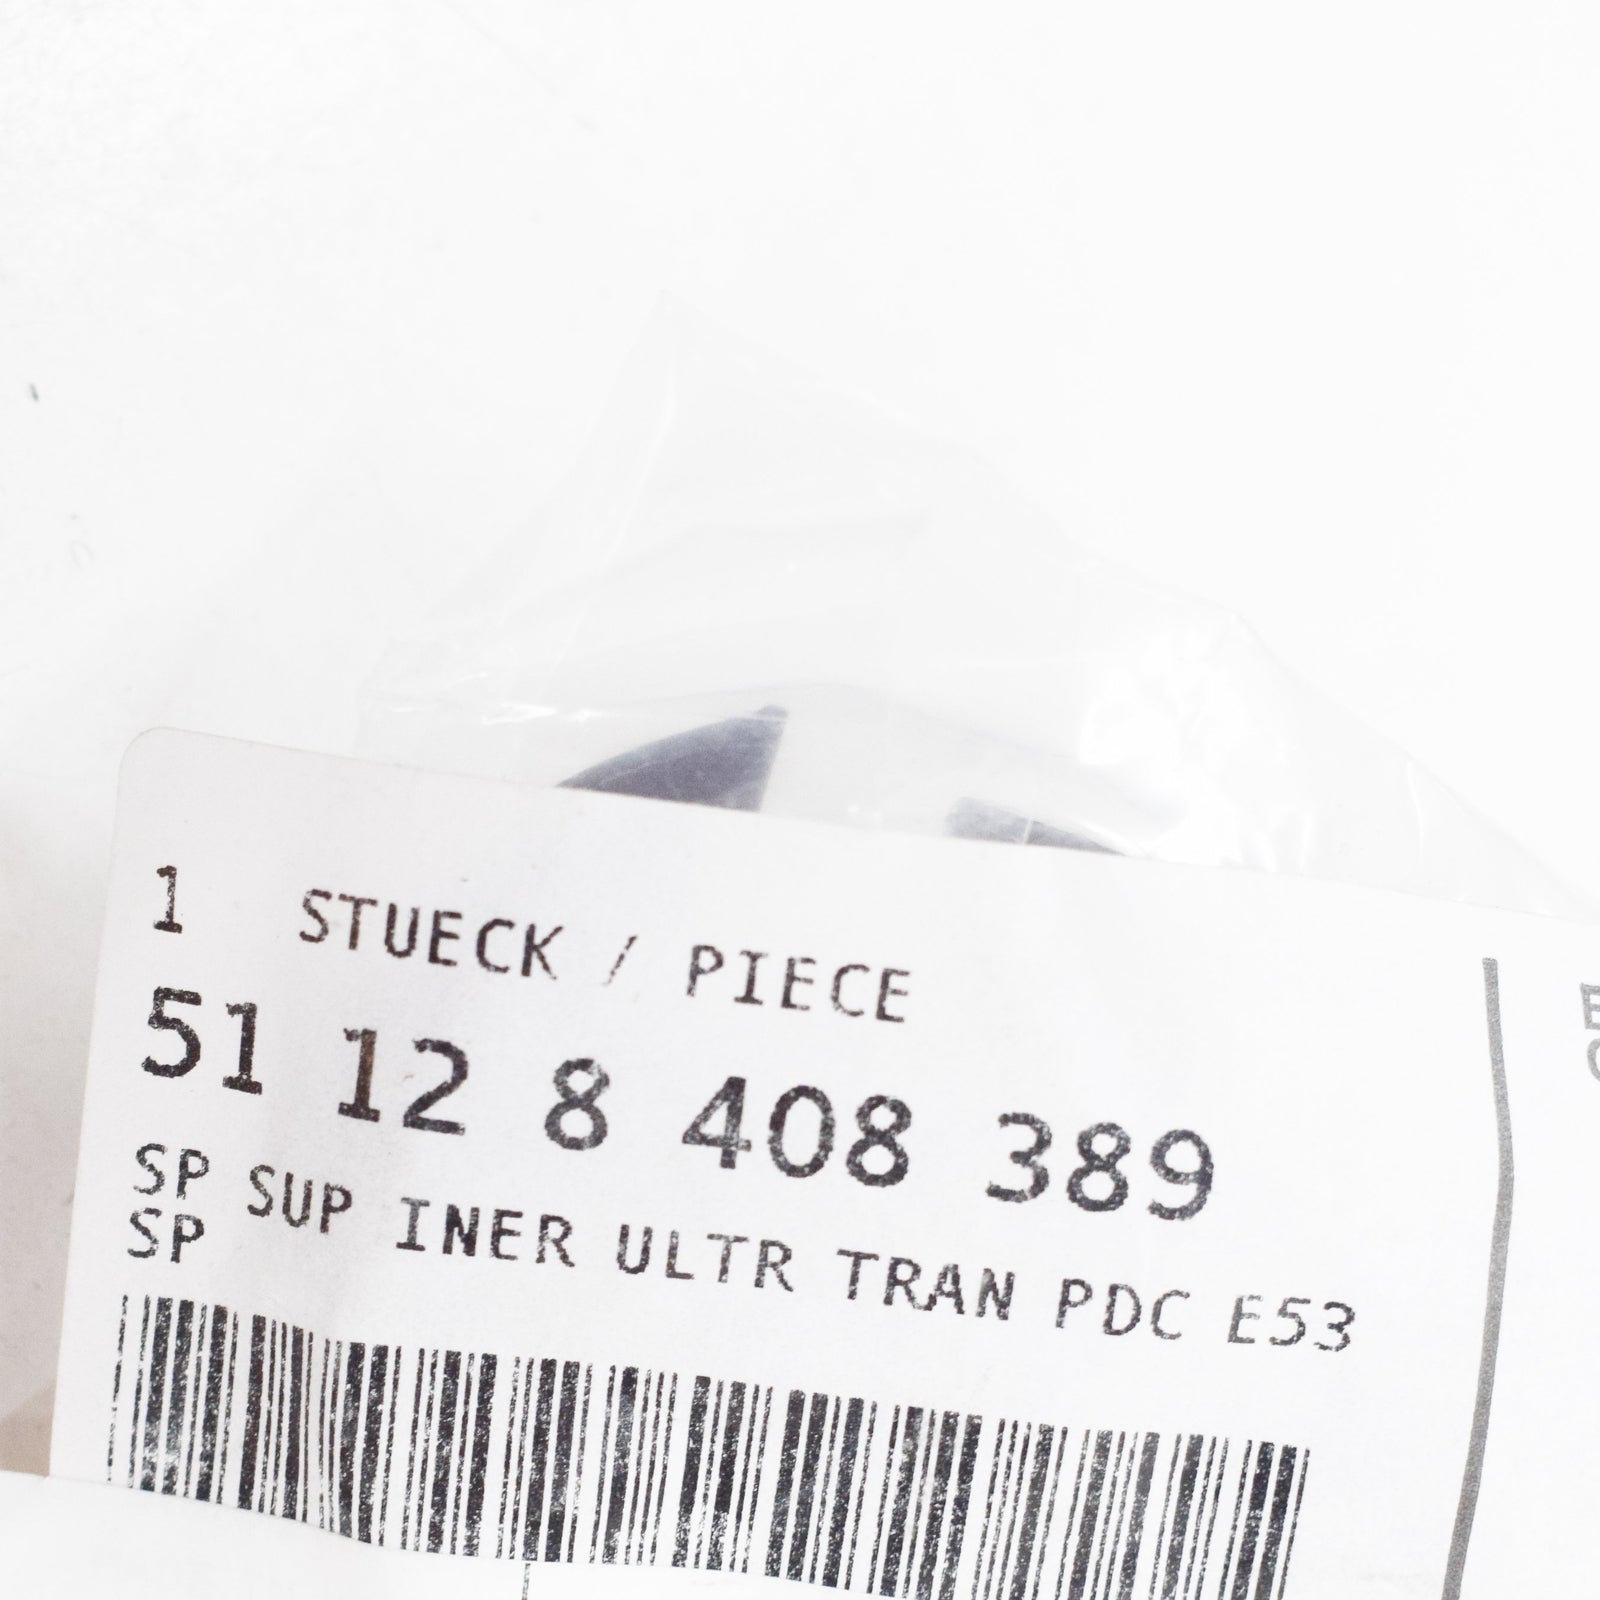 1 STUECK / PIECE
51 12 8 408 389
SP SUP INER ULTR TRAN PDC E53
SP